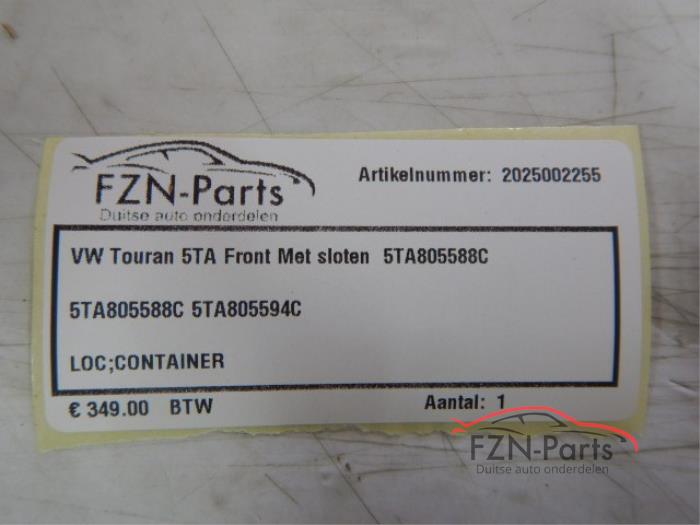 FZN-Parts
Duitse auto onderdelen
Artikelnummer: 2025002255
VW Touran 5TA Front Met sloten 5TA805588C
5TA805588C 5TA805594C
LOC;CONTAINER
€ 349.00 BTW
Aantal: 1
FZN-Parts
Duitse auto onderdelen